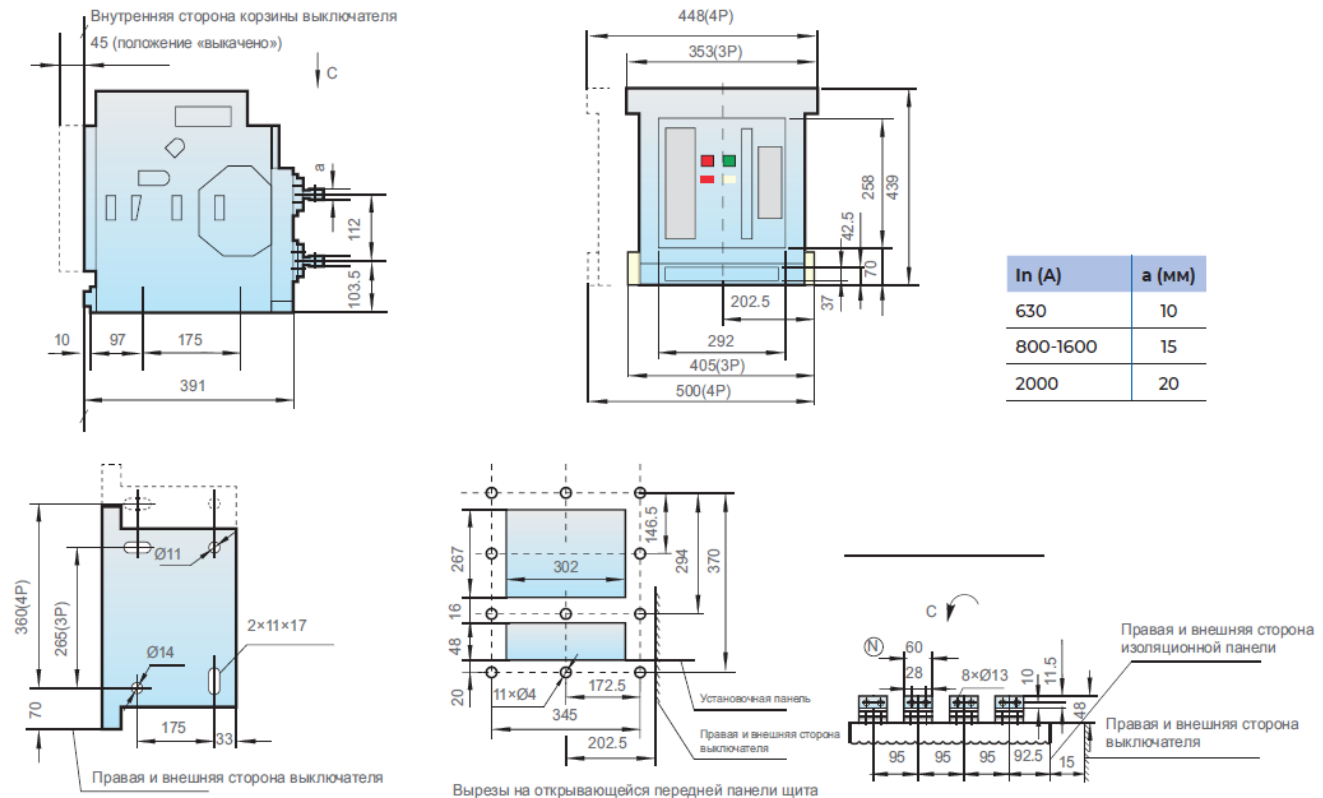 Внутренняя сторона корзины выключателя
45 (положение «выкачено»)
C
a
112
103.5
10
97
175
391
448(4P)
353(3P)
258
439
42.5
70
37
202.5
292
405(3P)
500(4P)
In (A) a (мм)
630 10
800-1600 15
2000 20
360(4P)
265(3P)
70
Ø11
Ø14
2×11×17
175
33
Правая и внешняя сторона выключателя
267
302
16
48
20
146.5
294
370
11×Ø4
172.5
345
202.5
Установочная панель
Правая и внешняя сторона
выключателя
Вырезы на открывающейся передней панели щита
C
N
60
28
8×Ø13
10
11.5
48
95
95
95
92.5
15
Правая и внешняя сторона
изоляционной панели
Правая и внешняя сторона
выключателя